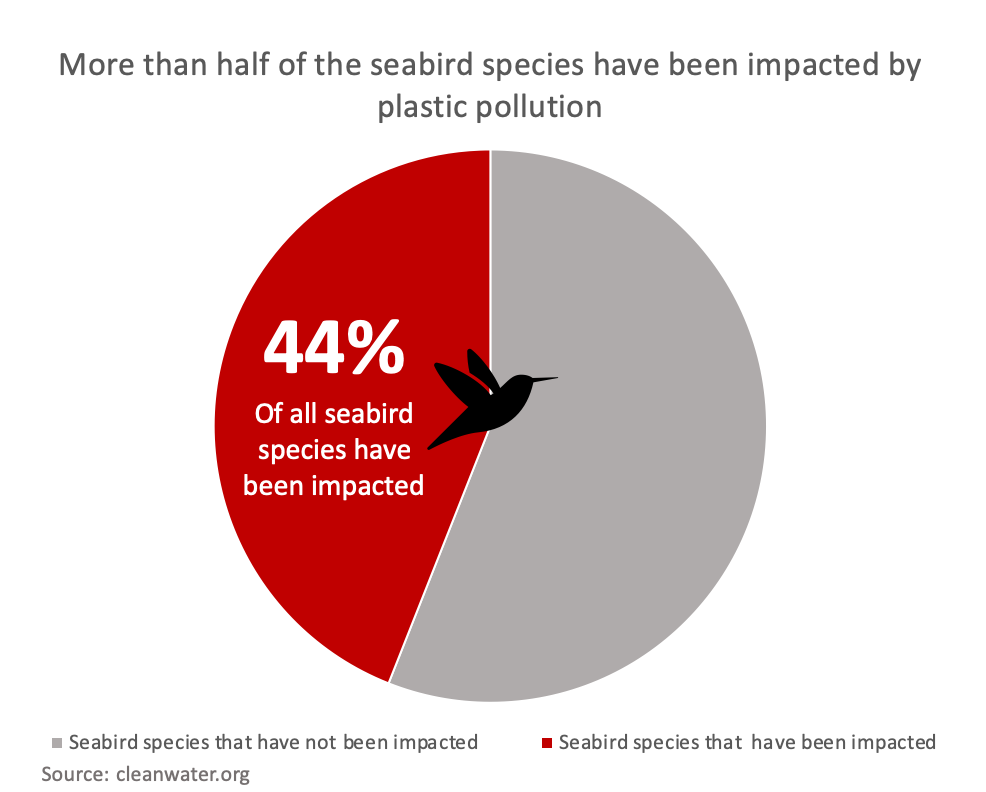 More than half of the seabird species have been impacted by
plastic pollution
44%
Of all seabird
species have
been impacted
Seabird species that have not been impacted
Seabird species that have been impacted
Source: cleanwater.org